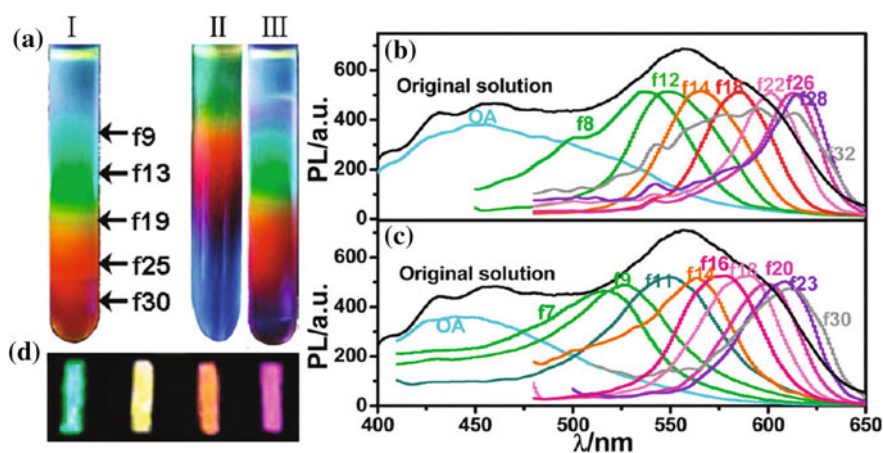 (a)
I
II
III
f9
f13
f19
f25
f30
(d)
(b)
PL/a.u.
600
400
200
0
Original solution
OA
f8
f12
f14
f18
f22
f26
f28
f32
(c)
PL/a.u.
600
400
200
0
Original solution
OA
f7
f9
f11
f14
f16
f18
f20
f23
f30
400 450 500 550 600 650
λ/nm